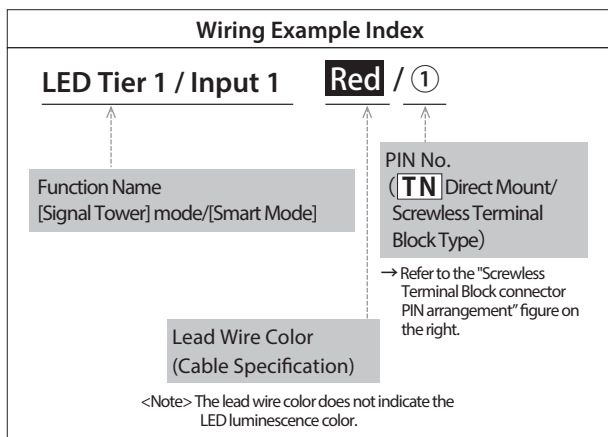 Wiring Example Index
LED Tier 1 / Input 1 Red / ①
Function Name
[Signal Tower] mode/[Smart Mode]
PIN No.
(TN Direct Mount/
Screwless Terminal
Block Type)
→ Refer to the "Screwless
Terminal Block connector
PIN arrangement" figure on
the right.
Lead Wire Color
(Cable Specification)
<Note> The lead wire color does not indicate the
LED luminescence color.